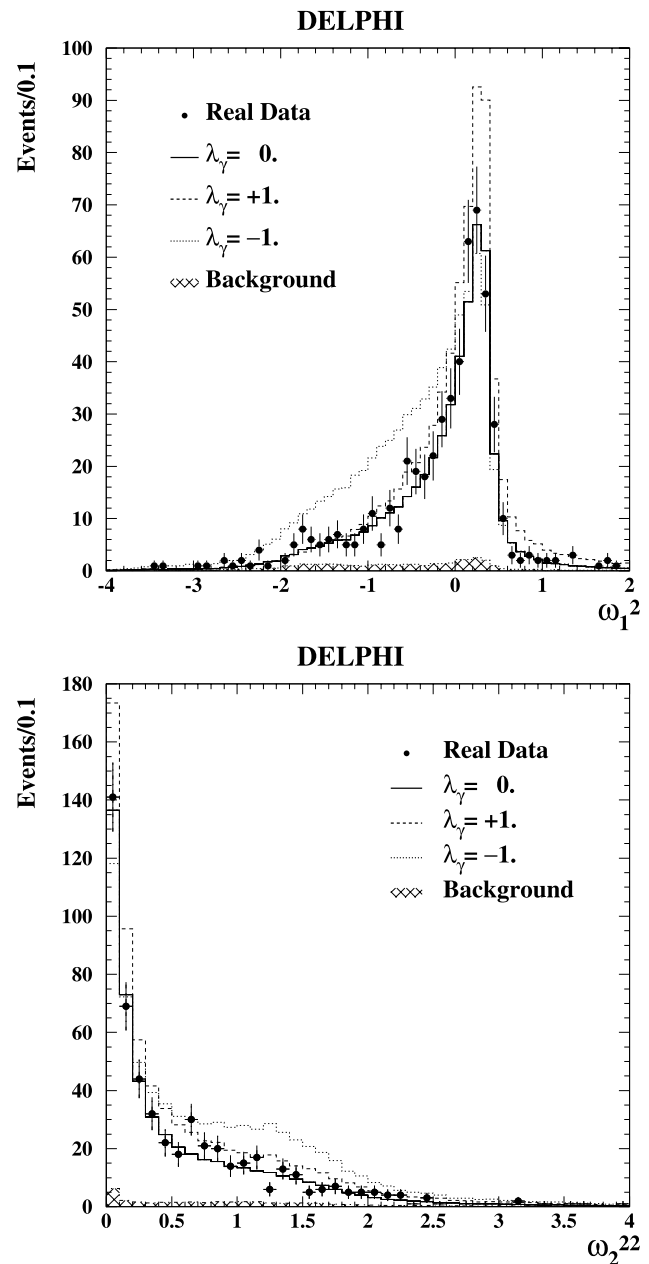 DELPHI
Events/0.1
100
90
80
70
60
50
40
30
20
10
0
Real Data
λγ= 0.
λγ= +1.
λγ= −1.
Background
-4 -3 -2 -1 0 1 2
ω₁²
DELPHI
Events/0.1
180
160
140
120
100
80
60
40
20
0
Real Data
λγ= 0.
λγ= +1.
λγ= −1.
Background
0 0.5 1 1.5 2 2.5 3 3.5 4
ω₂²²